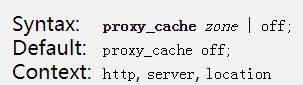 Syntax: proxy_cache zone | off;
Default: proxy_cache off;
Context: http, server, location